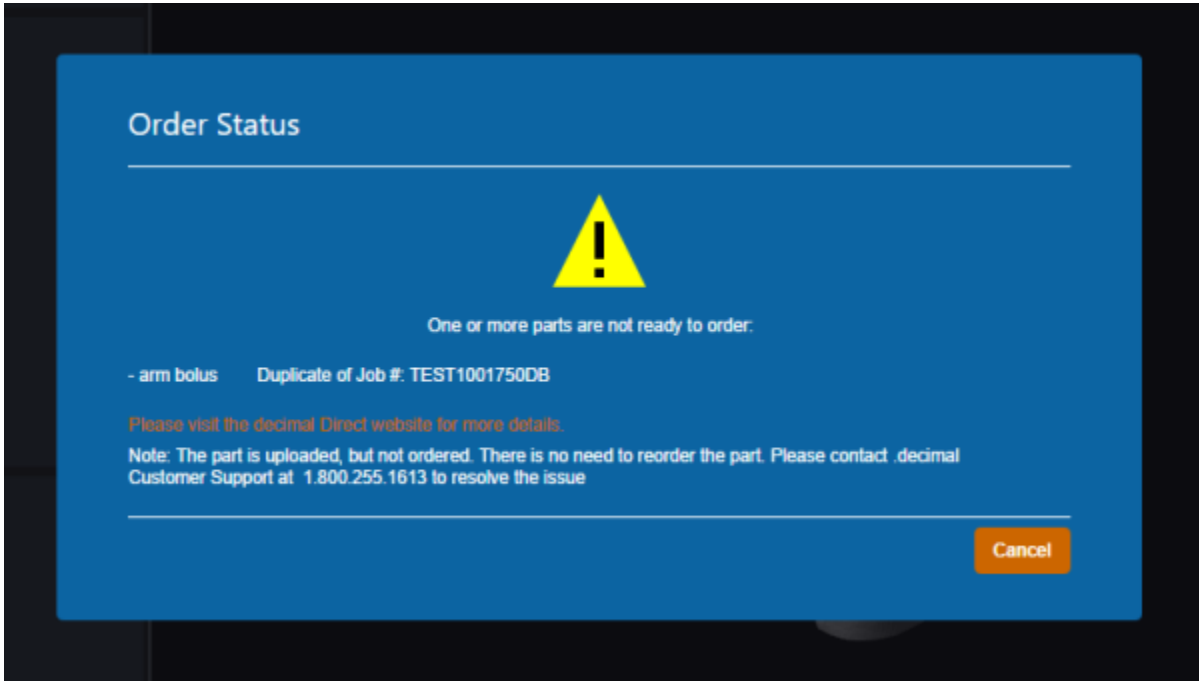 Order Status
!
One or more parts are not ready to order:
- arm bolus Duplicate of Job #: TEST1001750DB
Please visit the decimal Direct website for more details.
Note: The part is uploaded, but not ordered. There is no need to reorder the part. Please contact .decimal
Customer Support at 1.800.255.1613 to resolve the issue
Cancel